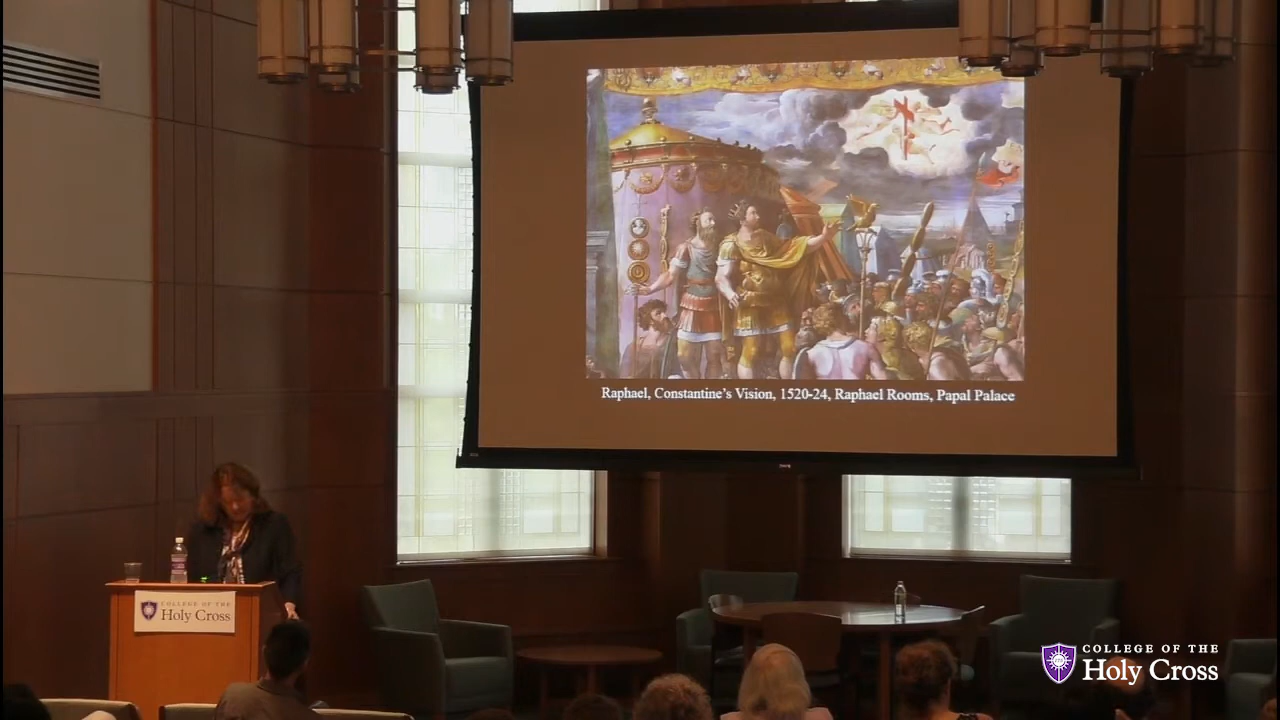 Raphael, Constantine's Vision, 1520-24, Raphael Rooms, Papal Palace
COLLEGE OF THE
Holy Cross
COLLEGE OF THE
Holy Cross